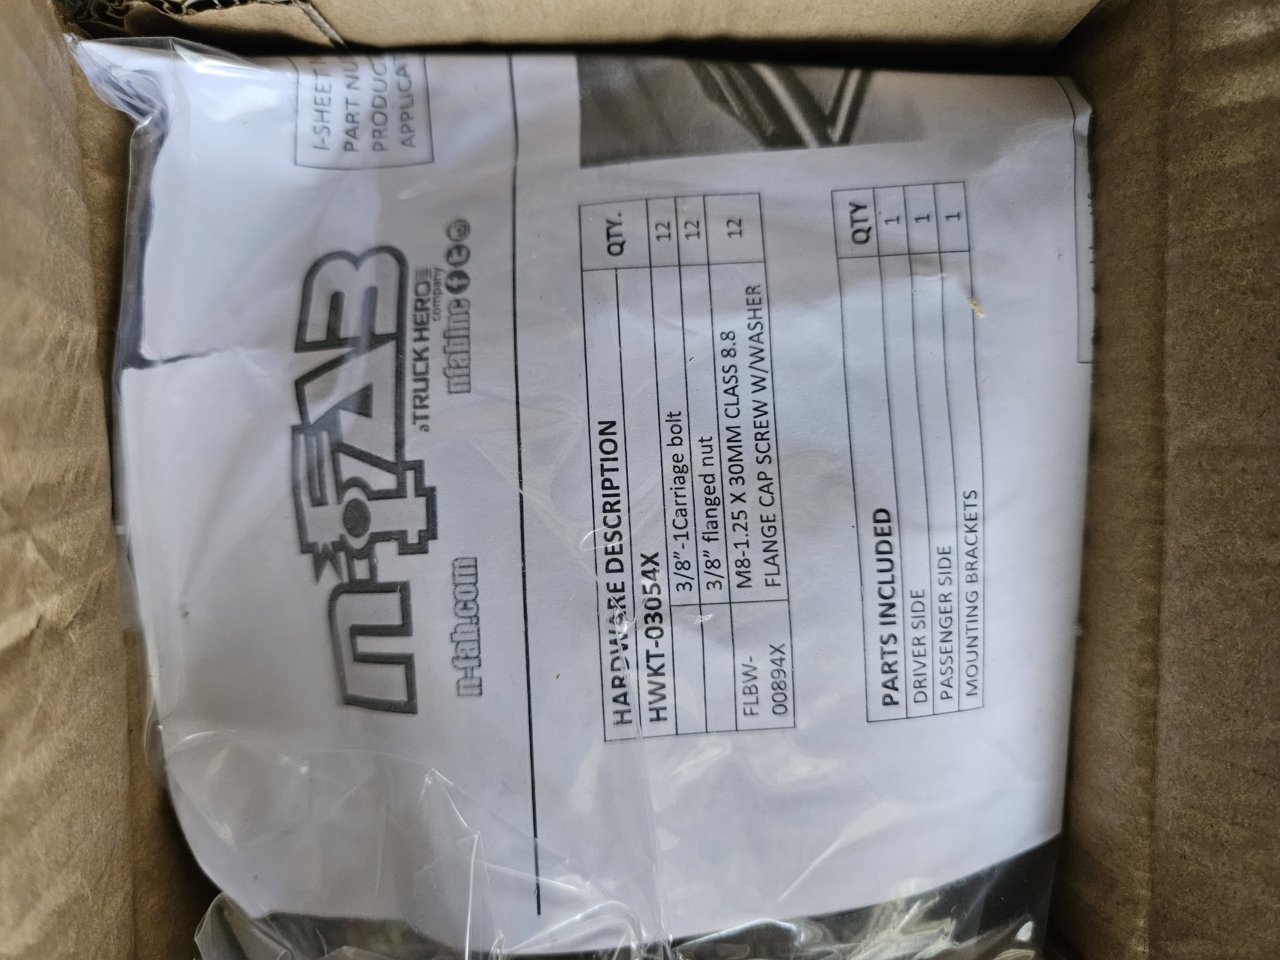 n-FAB
a TRUCK HERO company
n-fab.com
nfabinc
I-SHEET
PART NU
PRODUC
APPLICA
HARDWARE DESCRIPTION QTY.
HWKT-03054X 12
3/8"-1Carriage bolt 12
3/8" flanged nut
FLBW-00894X M8-1.25 X 30MM CLASS 8.8 FLANGE CAP SCREW W/WASHER 12
PARTS INCLUDED QTY
DRIVER SIDE 1
PASSENGER SIDE 1
MOUNTING BRACKETS 1